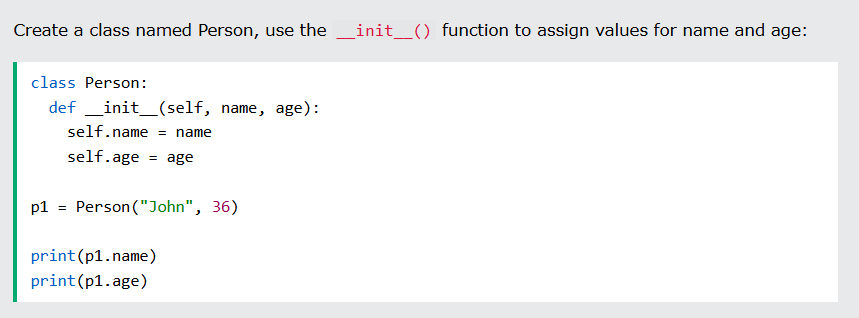 Create a class named Person, use the __init__() function to assign values for name and age:
class Person:
  def __init__(self, name, age):
    self.name = name
    self.age = age
p1 = Person("John", 36)
print(p1.name)
print(p1.age)